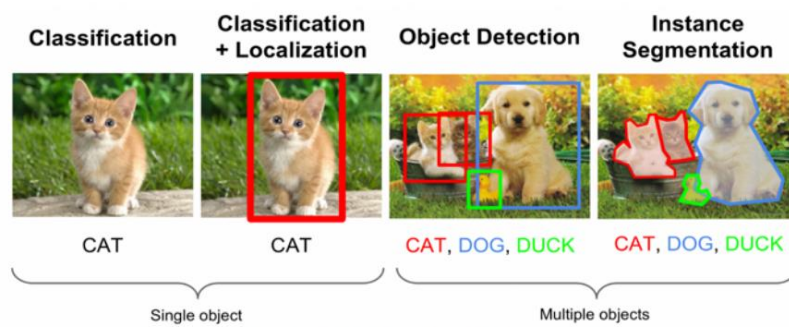 Classification
Classification
+ Localization
Object Detection
Instance
Segmentation
CAT
CAT
CAT, DOG, DUCK
CAT, DOG, DUCK
Single object
Multiple objects